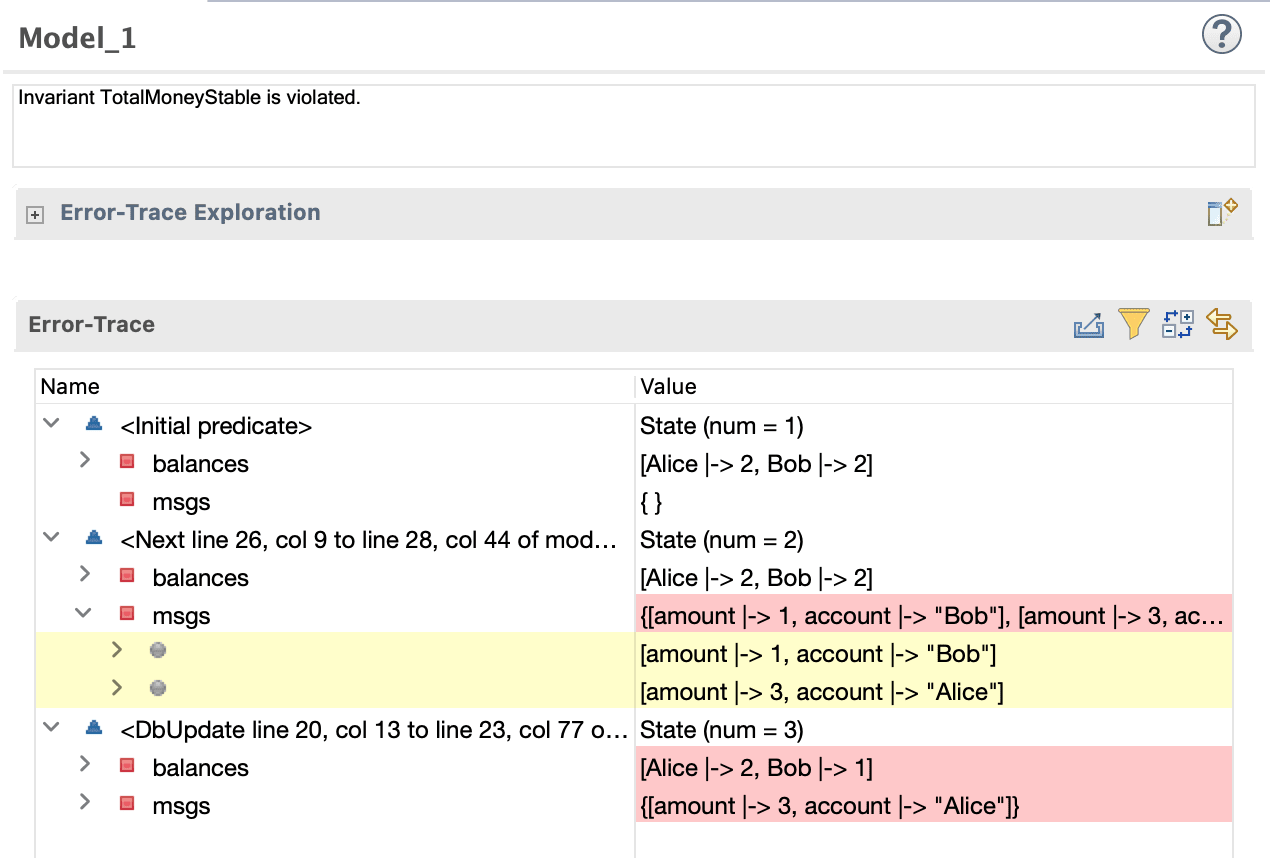 Model_1
?
Invariant TotalMoneyStable is violated.
Error-Trace Exploration
Error-Trace
Name Value
<Initial predicate> State (num = 1)
balances [Alice |-> 2, Bob |-> 2]
msgs { }
<Next line 26, col 9 to line 28, col 44 of mod... State (num = 2)
balances [Alice |-> 2, Bob |-> 2]
msgs {[amount |-> 1, account |-> "Bob"], [amount |-> 3, ac...
[amount |-> 1, account |-> "Bob"]
[amount |-> 3, account |-> "Alice"]
<DbUpdate line 20, col 13 to line 23, col 77 o... State (num = 3)
balances [Alice |-> 2, Bob |-> 1]
msgs {[amount |-> 3, account |-> "Alice"]}